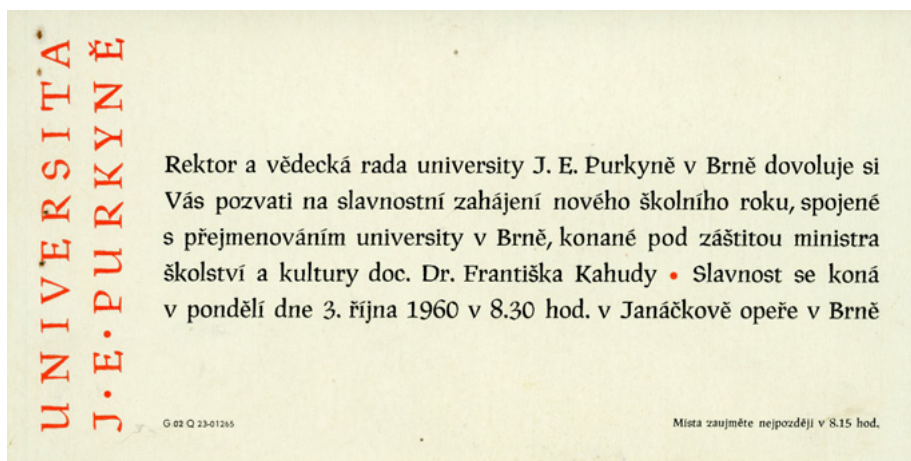 UNIVERSITA
J·E·PURKYNĚ
Rektor a vědecká rada university J. E. Purkyně v Brně dovoluje si
Vás pozvati na slavnostní zahájení nového školního roku, spojené
s přejmenováním university v Brně, konané pod záštitou ministra
školství a kultury doc. Dr. Františka Kahudy • Slavnost se koná
v pondělí dne 3. října 1960 v 8.30 hod. v Janáčkově opeře v Brně
G 02 Q 23-01265
Místa zaujměte nejpozději v 8.15 hod.